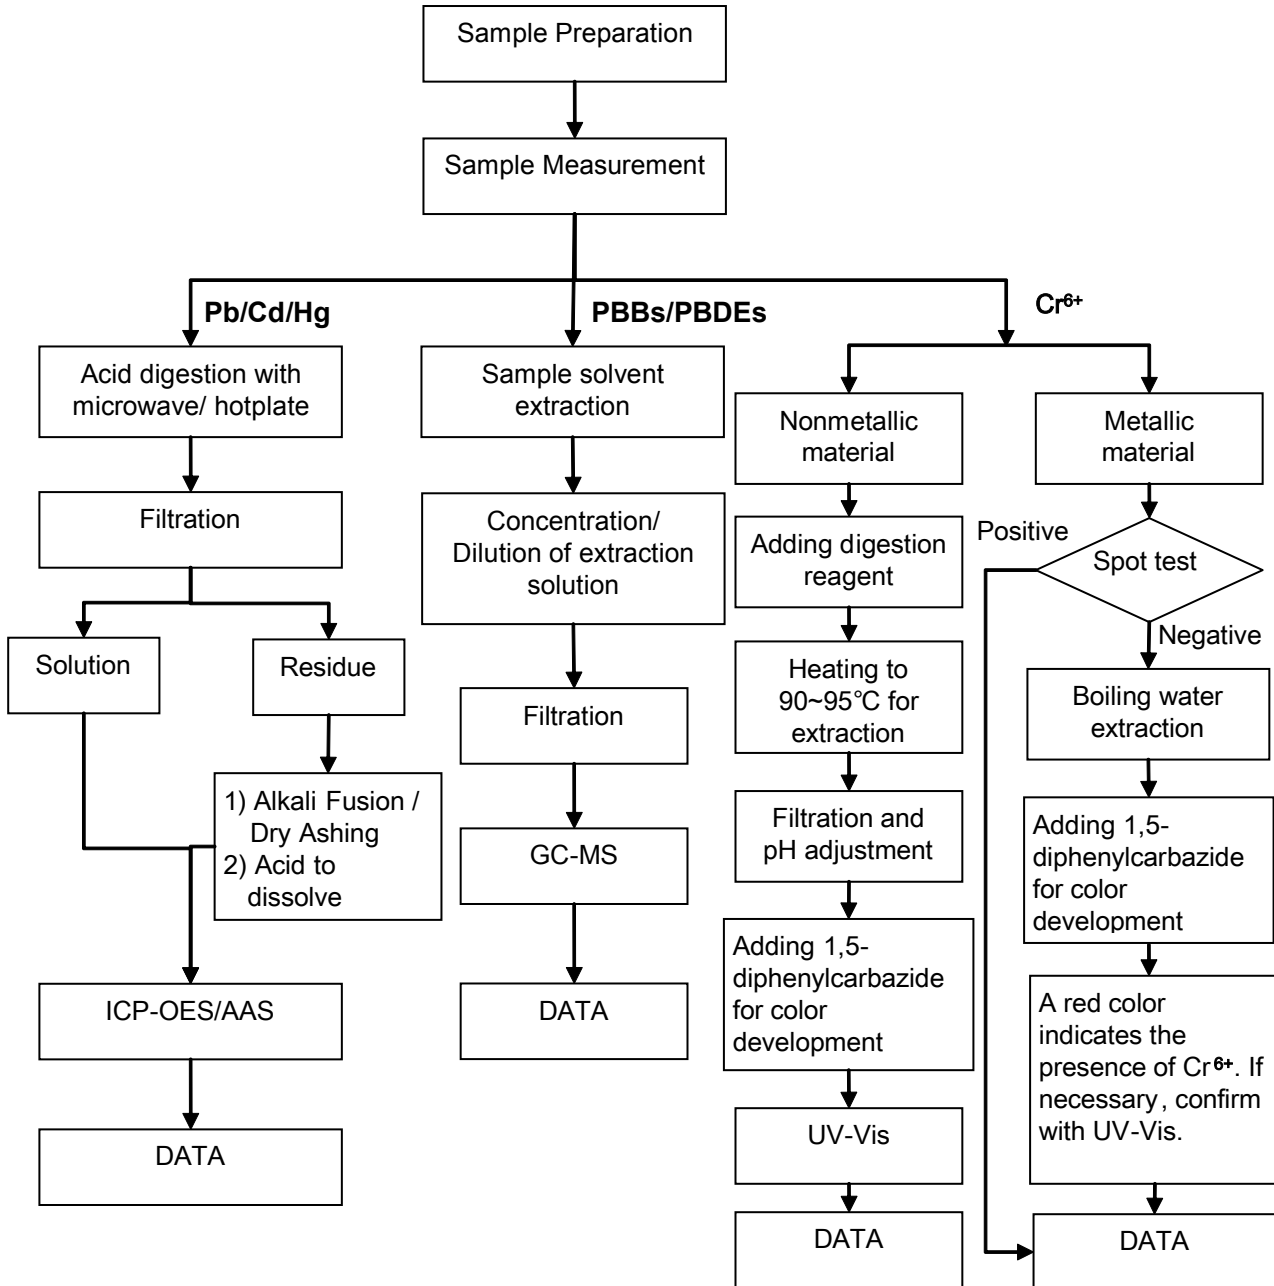 Sample Preparation
Sample Measurement
Pb/Cd/Hg
PBBs/PBDEs
Cr⁶⁺
Acid digestion with
microwave/ hotplate
Filtration
Solution
Residue
1) Alkali Fusion /
Dry Ashing
2) Acid to
dissolve
ICP-OES/AAS
DATA
Sample solvent
extraction
Concentration/
Dilution of extraction
solution
Filtration
GC-MS
DATA
Nonmetallic
material
Adding digestion
reagent
Heating to
90~95℃ for
extraction
Filtration and
pH adjustment
Adding 1,5-
diphenylcarbazide
for color
development
UV-Vis
DATA
Metallic
material
Positive
Spot test
Negative
Boiling water
extraction
Adding 1,5-
diphenylcarbazide
for color
development
A red color
indicates the
presence of Cr⁶⁺. If
necessary, confirm
with UV-Vis.
DATA